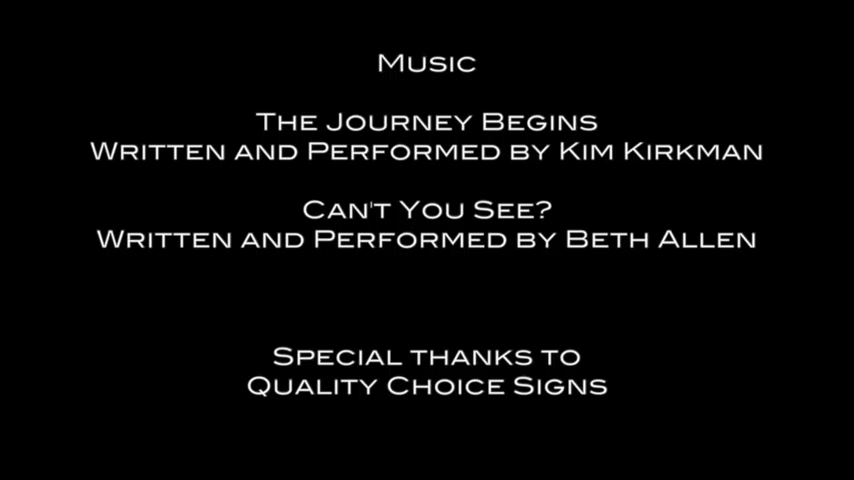 Music
The Journey Begins
Written and Performed by Kim Kirkman
Can't You See?
Written and Performed by Beth Allen
Special thanks to
Quality Choice Signs